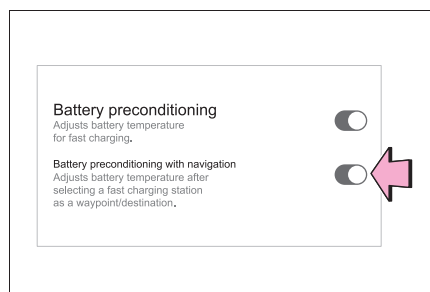 Battery preconditioning
Adjusts battery temperature
for fast charging.
Battery preconditioning with navigation
Adjusts battery temperature after
selecting a fast charging station
as a waypoint/destination.